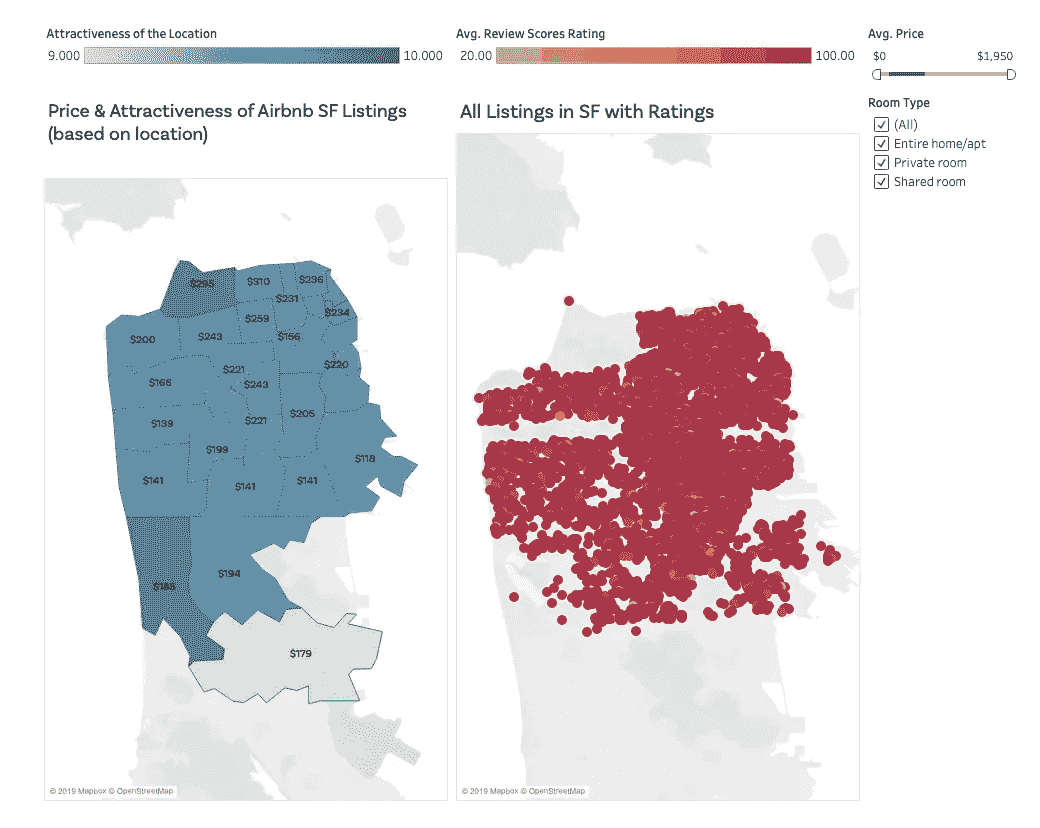 Attractiveness of the Location
9.000 10.000
Avg. Review Scores Rating
20.00 100.00
Avg. Price
$0 $1,950
Room Type
(All)
Entire home/apt
Private room
Shared room
Price & Attractiveness of Airbnb SF Listings
(based on location)
$310 $236
$231
$259 $234
$200 $243 $156
$221 $220
$166 $243
$139 $221 $205
$199
$118
$141 $141 $141
$194
$185
$179
© 2019 Mapbox © OpenStreetMap
All Listings in SF with Ratings
© 2019 Mapbox © OpenStreetMap